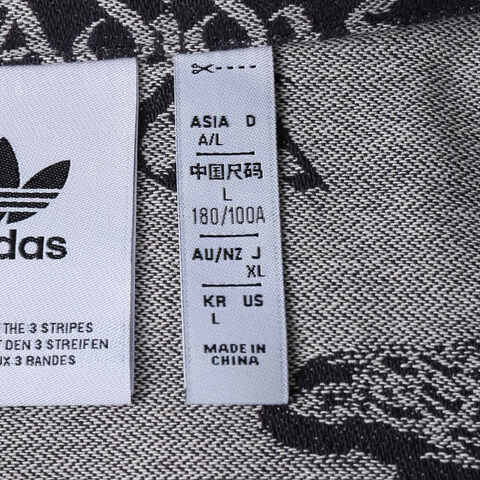 das
THE 3 STRIPES
T DEN 3 STREIFEN
UX 3 BANDES
ASIA D
A/L
中国尺码
L
180/100A
AU/NZ J
XL
KR US
L
MADE IN
CHINA